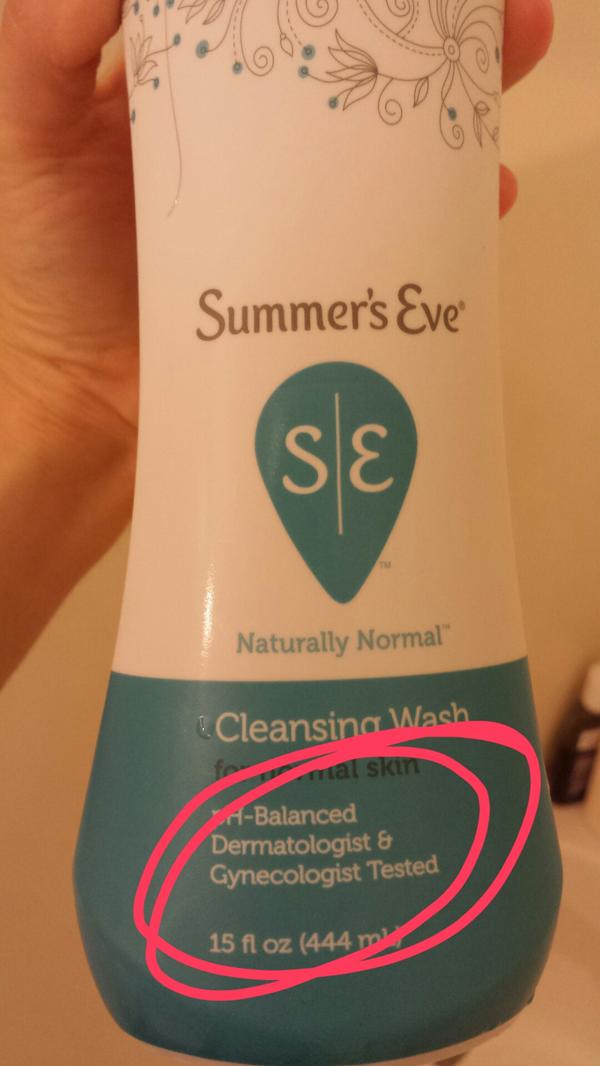 Summer's Eve®
S|E
™
Naturally Normal™
Cleansing Wash
for normal skin
pH-Balanced
Dermatologist &
Gynecologist Tested
15 fl oz (444 mL)